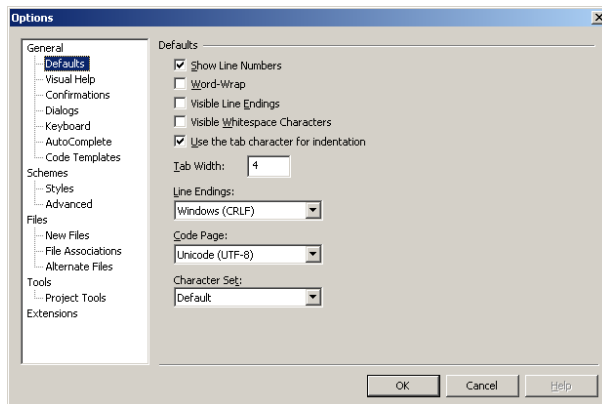 Options
General
Defaults
Visual Help
Confirmations
Dialogs
Keyboard
AutoComplete
Code Templates
Schemes
Styles
Advanced
Files
New Files
File Associations
Alternate Files
Tools
Project Tools
Extensions
Defaults
Show Line Numbers
Word-Wrap
Visible Line Endings
Visible Whitespace Characters
Use the tab character for indentation
Tab Width: 4
Line Endings:
Windows (CRLF)
Code Page:
Unicode (UTF-8)
Character Set:
Default
OK Cancel Help